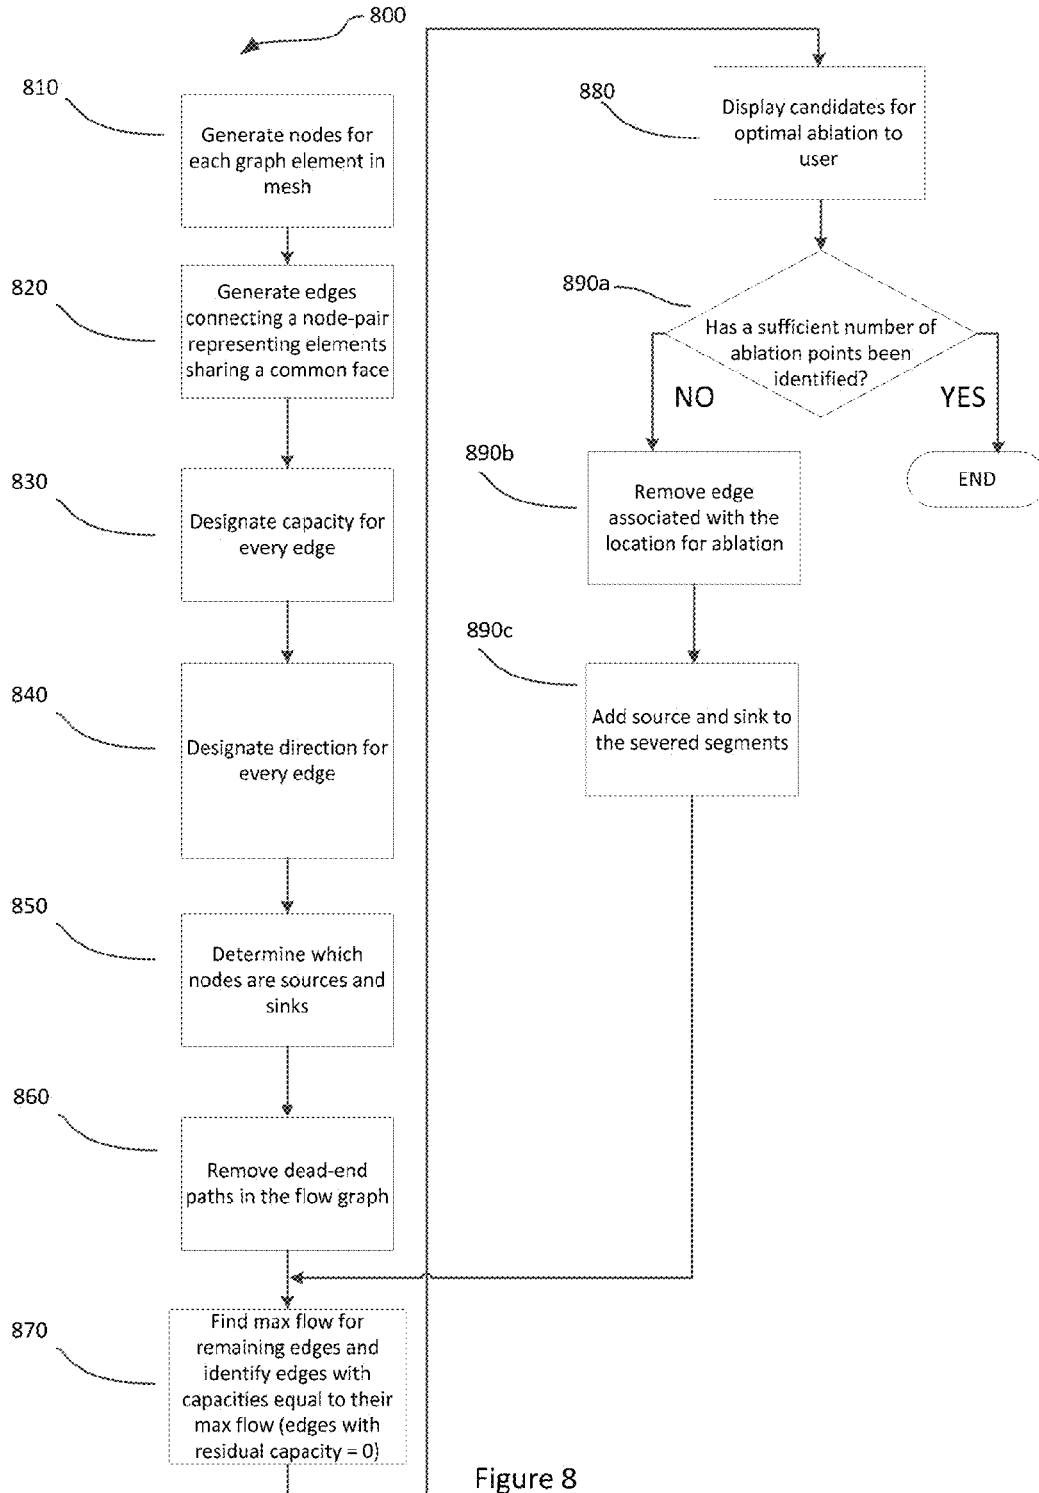 800
810
Generate nodes for
each graph element in
mesh
820
Generate edges
connecting a node-pair
representing elements
sharing a common face
830
Designate capacity for
every edge
840
Designate direction for
every edge
850
Determine which
nodes are sources and
sinks
860
Remove dead-end
paths in the flow graph
870
Find max flow for
remaining edges and
identify edges with
capacities equal to their
max flow (edges with
residual capacity = 0)
880
Display candidates for
optimal ablation to
user
890a
Has a sufficient number of
ablation points been
identified?
NO
YES
890b
Remove edge
associated with the
location for ablation
END
890c
Add source and sink to
the severed segments
Figure 8